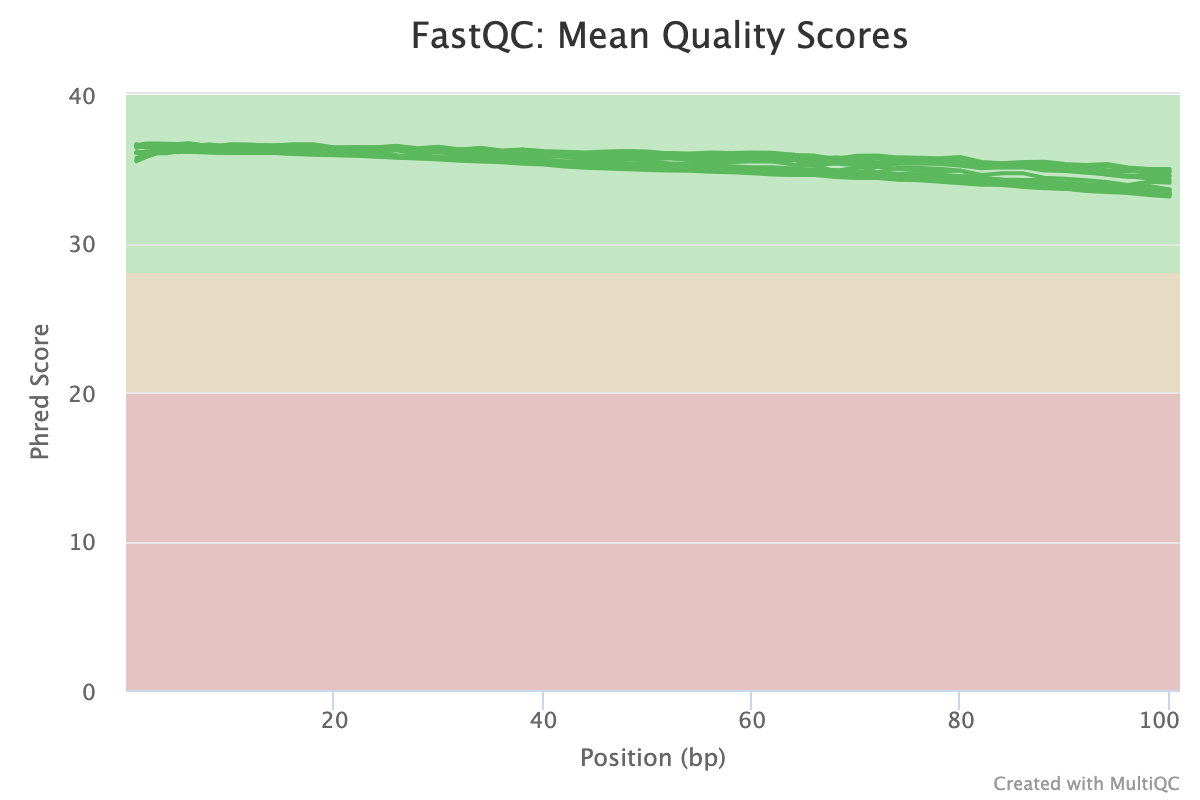 FastQC: Mean Quality Scores
40
30
20
10
0
Phred Score
20 40 60 80 100
Position (bp)
Created with MultiQC